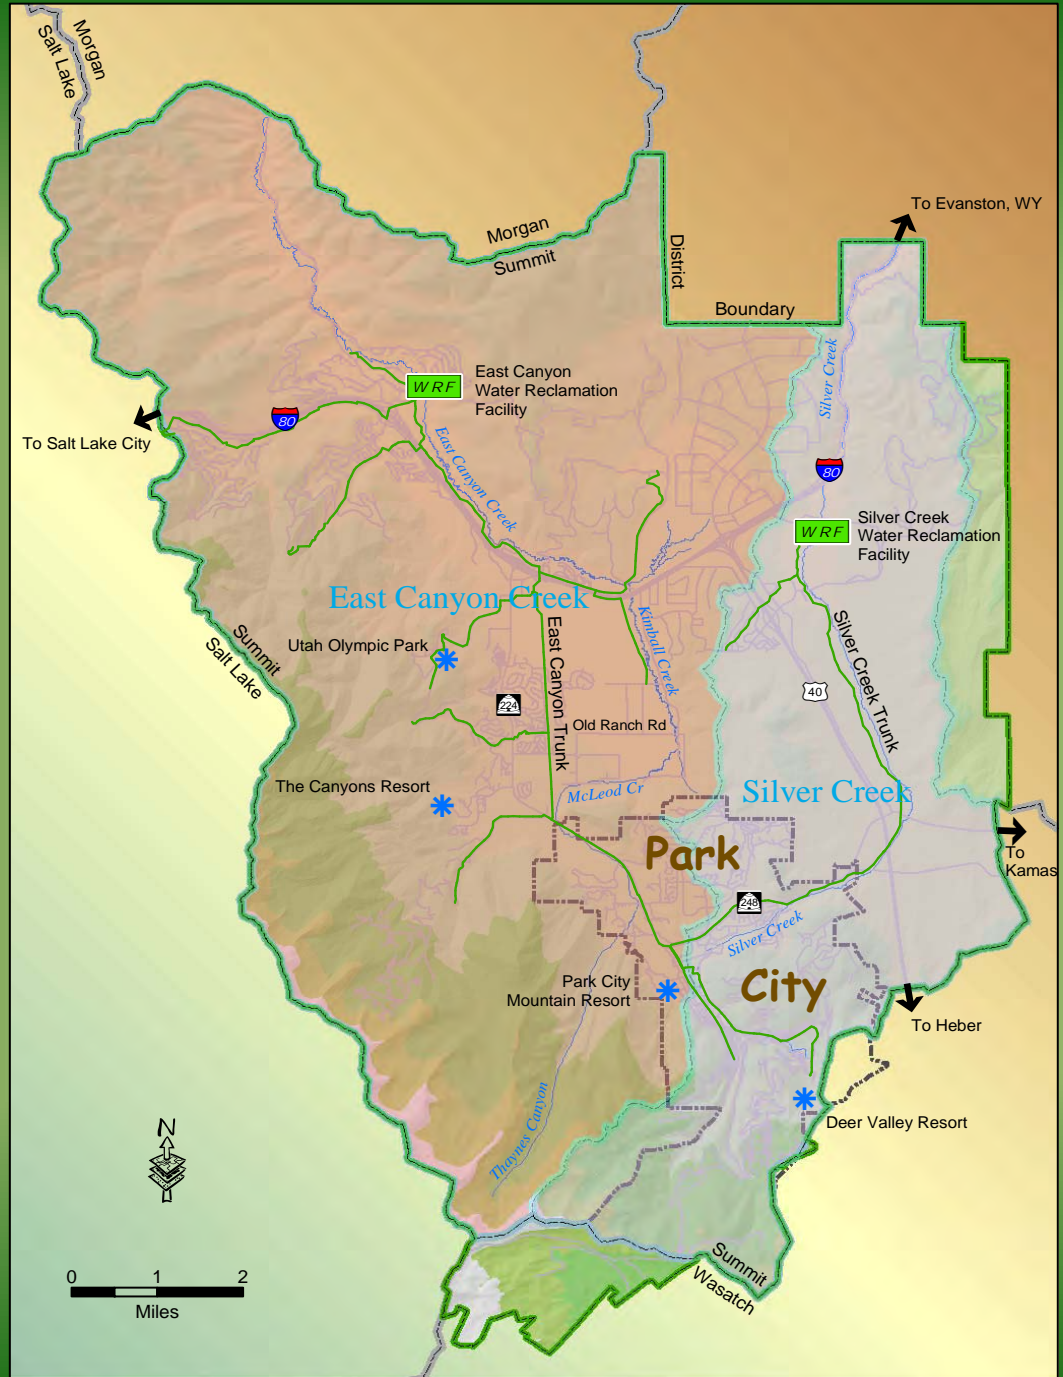 Morgan
Salt Lake
To Evanston, WY
Morgan
Summit
District
Boundary
Silver Creek
WRF
East Canyon
Water Reclamation
Facility
80
To Salt Lake City
East Canyon Creek
80
WRF
Silver Creek
Water Reclamation
Facility
East Canyon Creek
Kimball Creek
Silver Creek Trunk
East Canyon Trunk
Summit
Salt Lake
Utah Olympic Park
40
224
Old Ranch Rd
The Canyons Resort
McLeod Cr
Silver Creek
Park
To
Kamas
248
Silver Creek
City
Park City
Mountain Resort
To Heber
Thaynes Canyon
Deer Valley Resort
N
Summit
Wasatch
0 1 2
Miles